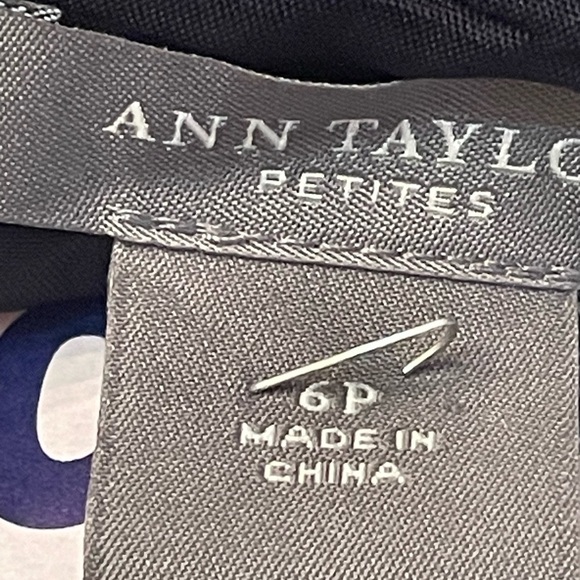 ANN TAYLO
PETITES
6P
MADE IN
CHINA